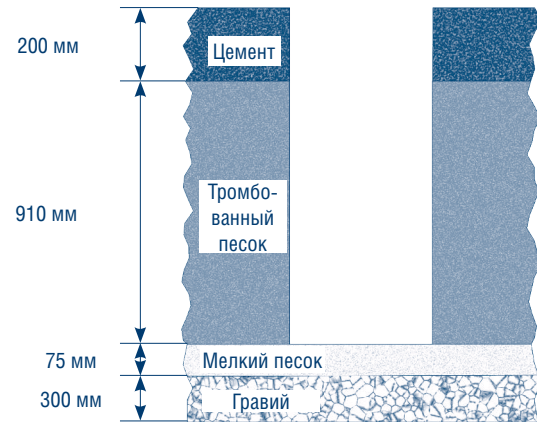 200 мм
Цемент
910 мм
Тромбо-
ванный
песок
75 мм
Мелкий песок
300 мм
Гравий